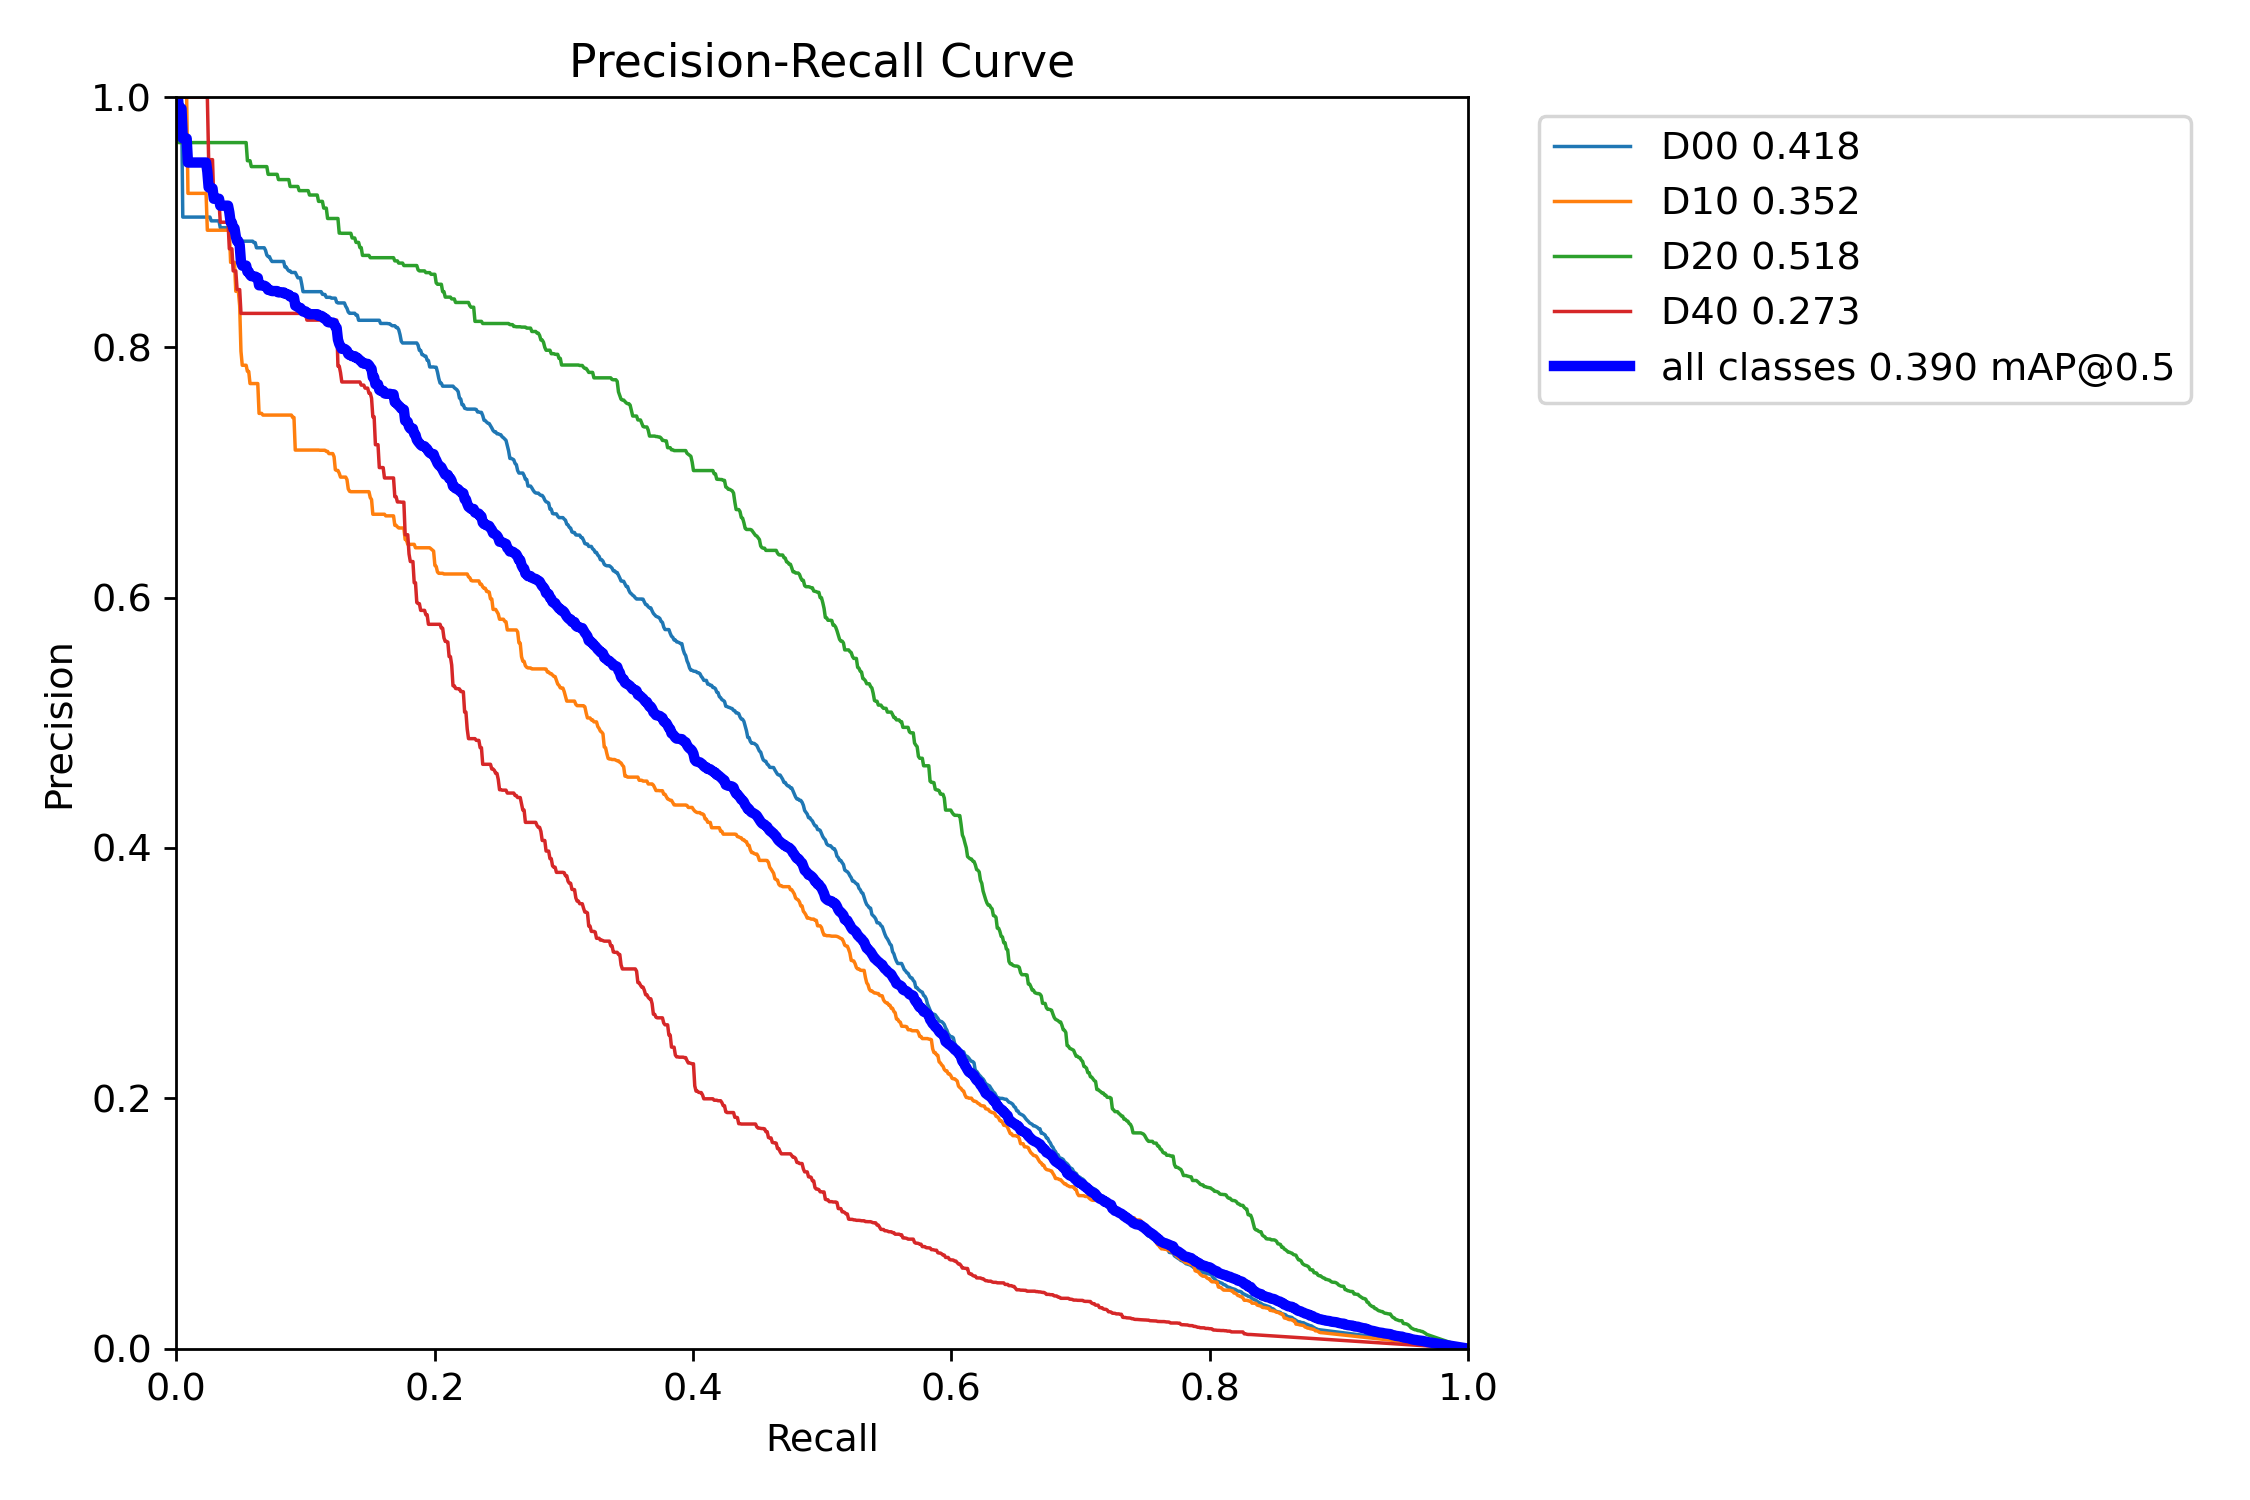 Precision-Recall Curve
1.0
0.8
0.6
0.4
0.2
0.0
Precision
0.0 0.2 0.4 0.6 0.8 1.0
Recall
D00 0.418
D10 0.352
D20 0.518
D40 0.273
all classes 0.390 mAP@0.5